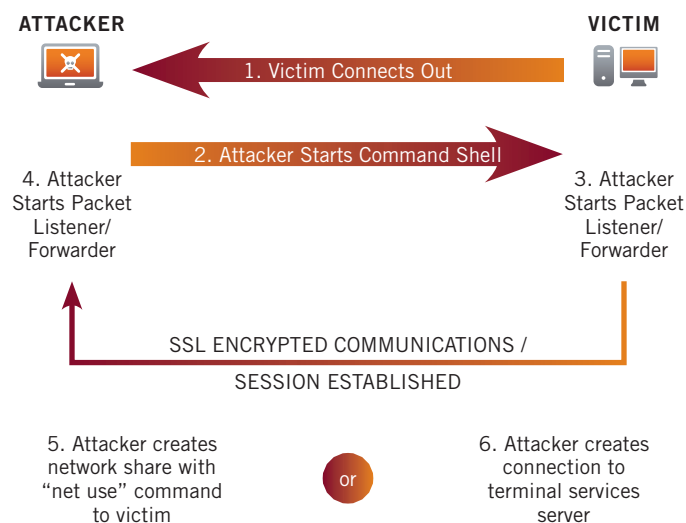 ATTACKER
VICTIM
1. Victim Connects Out
2. Attacker Starts Command Shell
4. Attacker
Starts Packet
Listener/
Forwarder
3. Attacker
Starts Packet
Listener/
Forwarder
SSL ENCRYPTED COMMUNICATIONS /
SESSION ESTABLISHED
5. Attacker creates
network share with
“net use” command
to victim
or
6. Attacker creates
connection to
terminal services
server